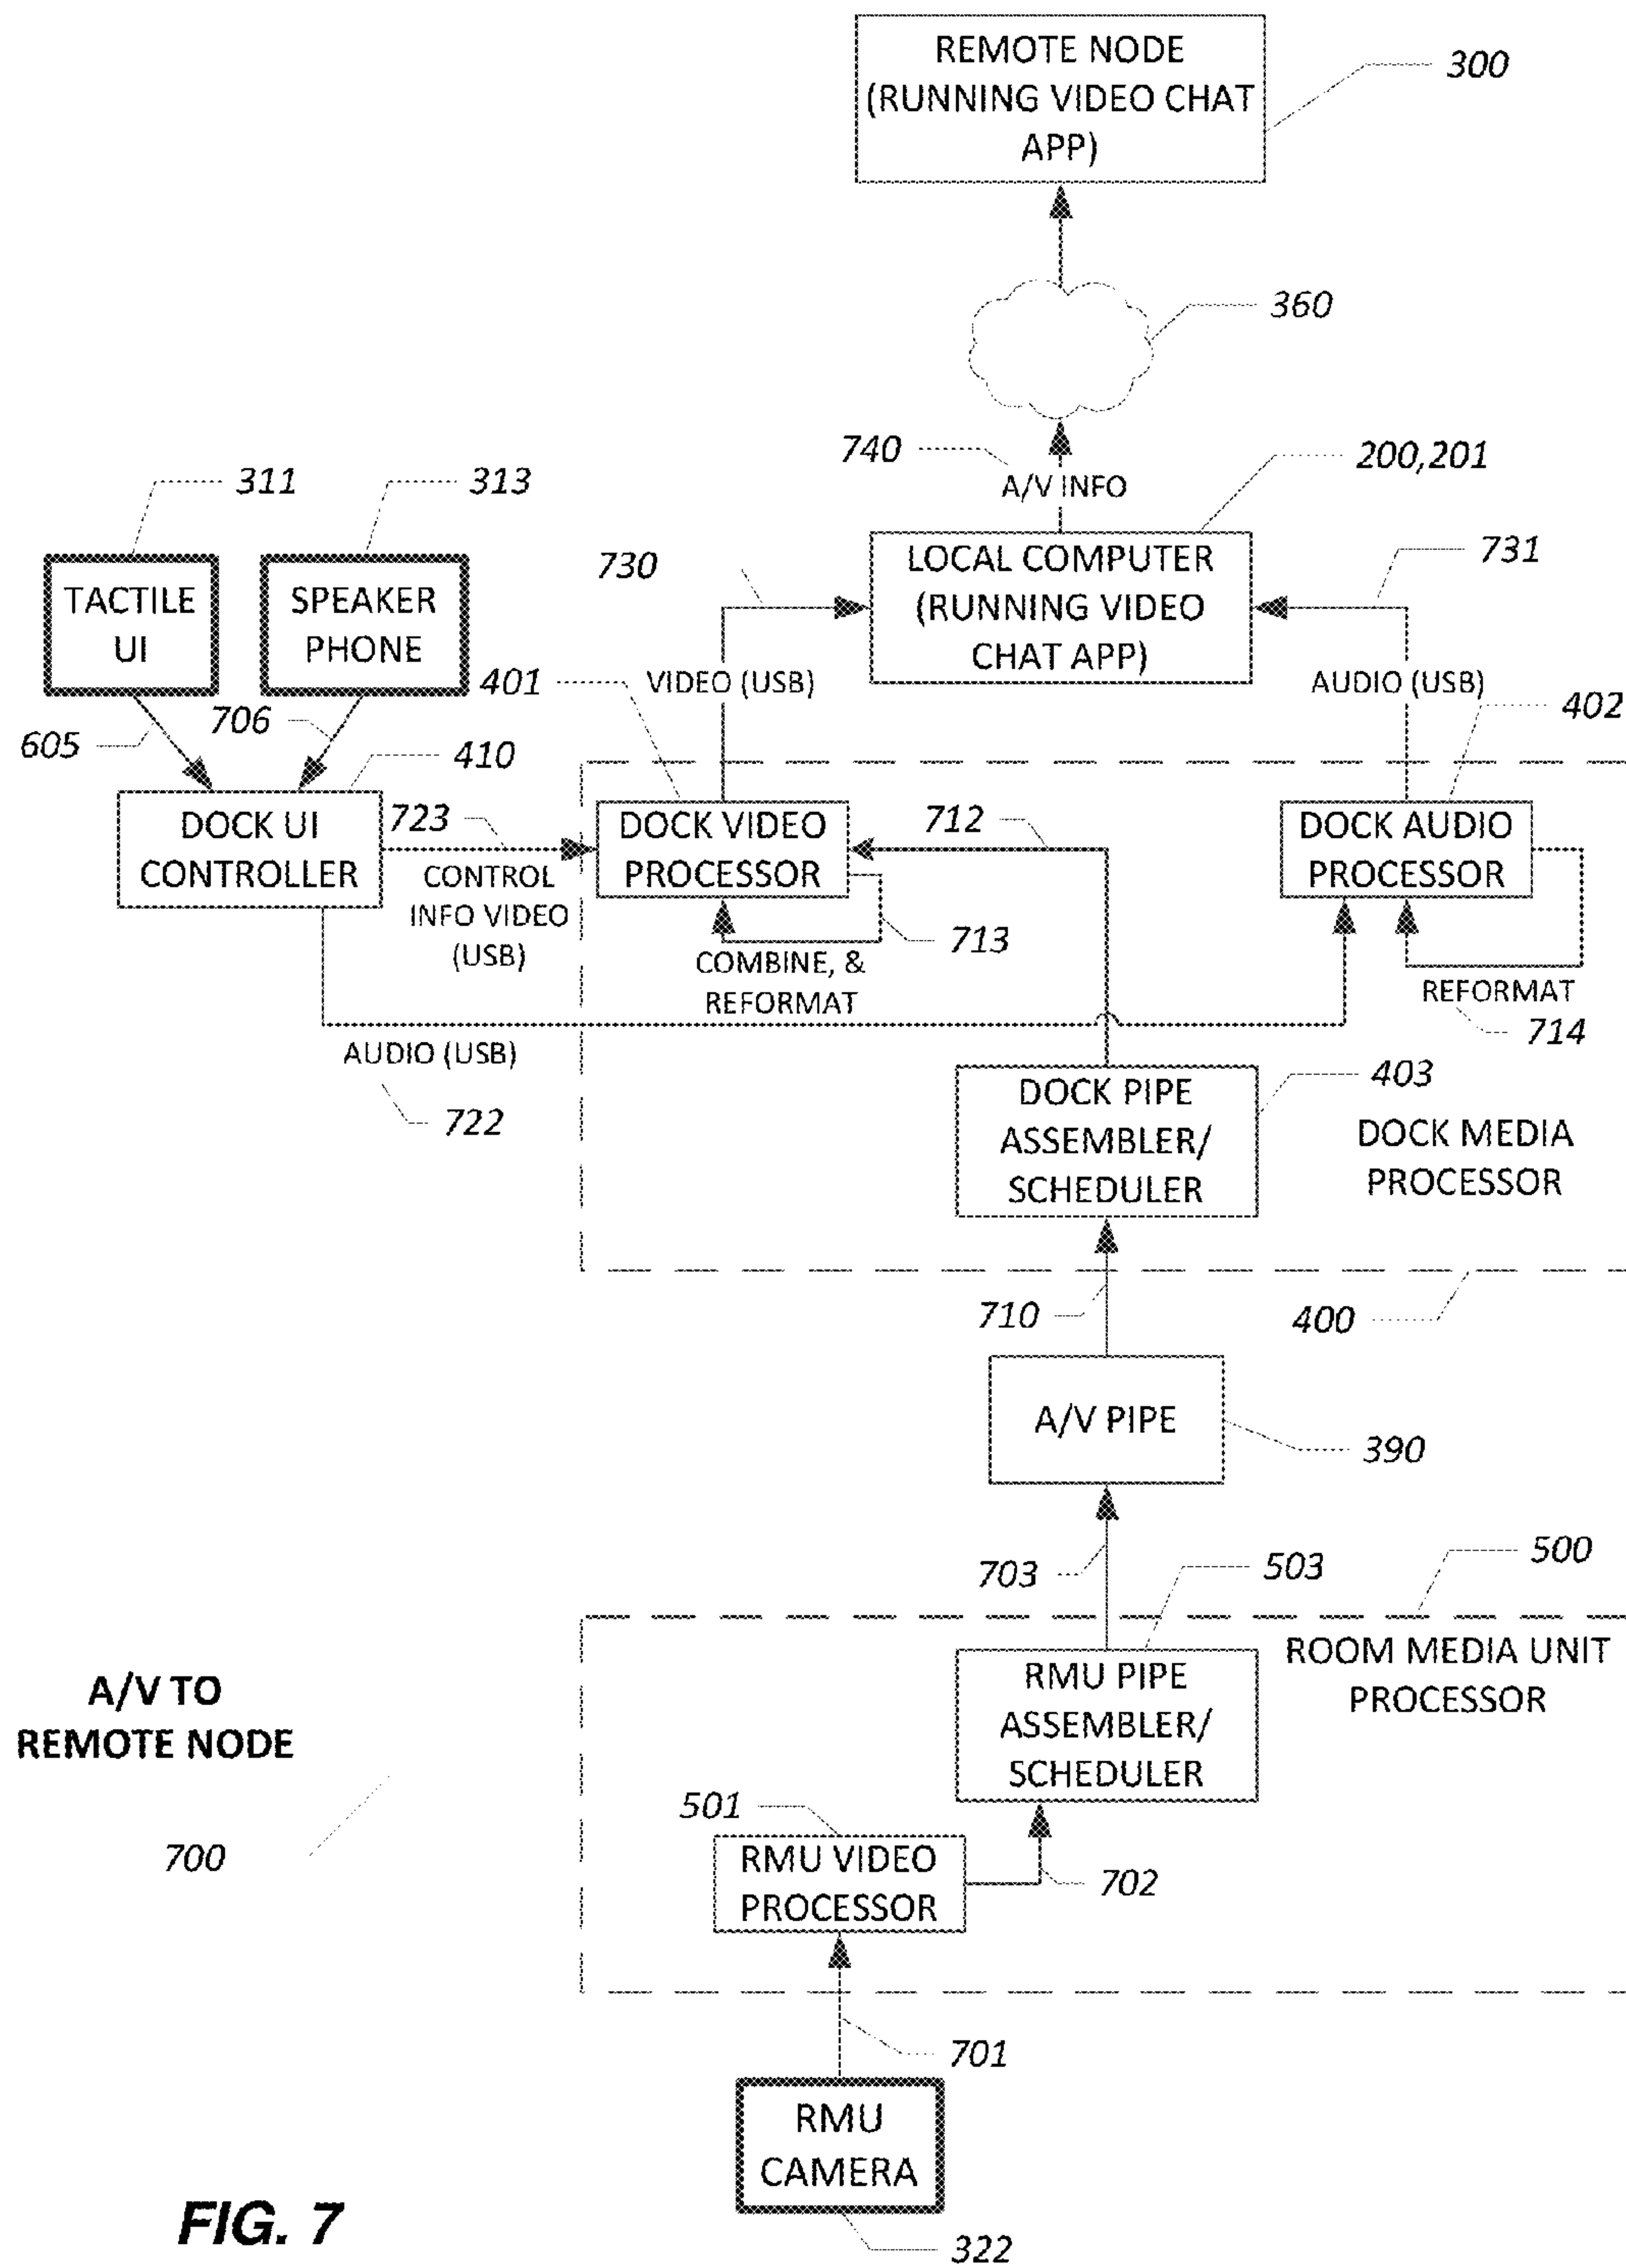 REMOTE NODE
(RUNNING VIDEO CHAT
APP)
300
360
740
A/V INFO
200,201
311
313
TACTILE
UI
SPEAKER
PHONE
730
LOCAL COMPUTER
(RUNNING VIDEO
CHAT APP)
731
401
VIDEO (USB)
AUDIO (USB)
402
605
706
410
DOCK UI
CONTROLLER
723
CONTROL
INFO VIDEO
(USB)
DOCK VIDEO
PROCESSOR
712
DOCK AUDIO
PROCESSOR
713
COMBINE, &
REFORMAT
REFORMAT
714
AUDIO (USB)
722
DOCK PIPE
ASSEMBLER/
SCHEDULER
403
DOCK MEDIA
PROCESSOR
710
400
A/V PIPE
390
703
503
500
ROOM MEDIA UNIT
PROCESSOR
RMU PIPE
ASSEMBLER/
SCHEDULER
A/V TO
REMOTE NODE
700
501
RMU VIDEO
PROCESSOR
702
701
RMU
CAMERA
322
FIG. 7